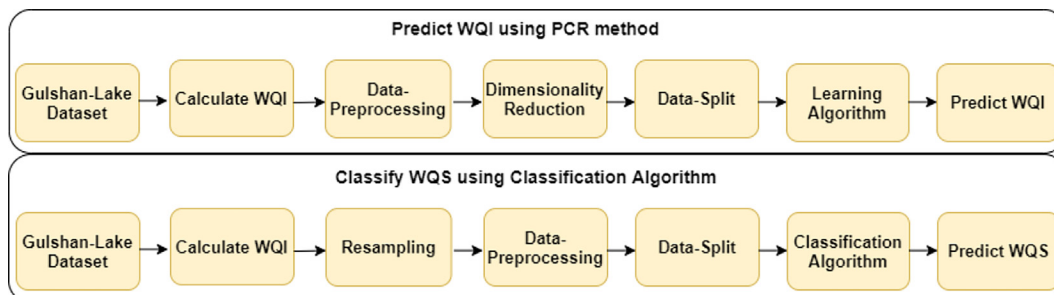 Predict WQI using PCR method
Gulshan-Lake
Dataset
Calculate WQI
Data-
Preprocessing
Dimensionality
Reduction
Data-Split
Learning
Algorithm
Predict WQI
Classify WQS using Classification Algorithm
Gulshan-Lake
Dataset
Calculate WQI
Resampling
Data-
Preprocessing
Data-Split
Classification
Algorithm
Predict WQS